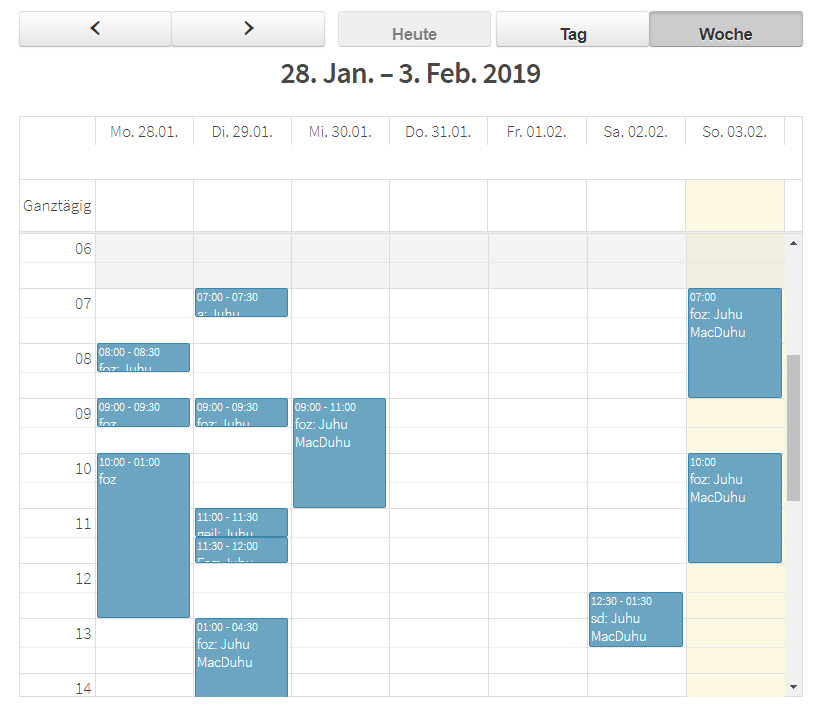 Heute Tag Woche
28. Jan. – 3. Feb. 2019
Mo. 28.01. Di. 29.01. Mi. 30.01. Do. 31.01. Fr. 01.02. Sa. 02.02. So. 03.02.
Ganztägig
06
07
07:00 - 07:30
a: Juhu
07:00
foz: Juhu
MacDuhu
08
08:00 - 08:30
foz: Juhu
09
09:00 - 09:30
foz
09:00 - 09:30
foz: Juhu
09:00 - 11:00
foz: Juhu
MacDuhu
10
10:00 - 01:00
foz
10:00
foz: Juhu
MacDuhu
11
11:00 - 11:30
geil: Juhu
11:30 - 12:00
Foz: Juhu
12
12:30 - 01:30
sd: Juhu
MacDuhu
13
01:00 - 04:30
foz: Juhu
MacDuhu
14